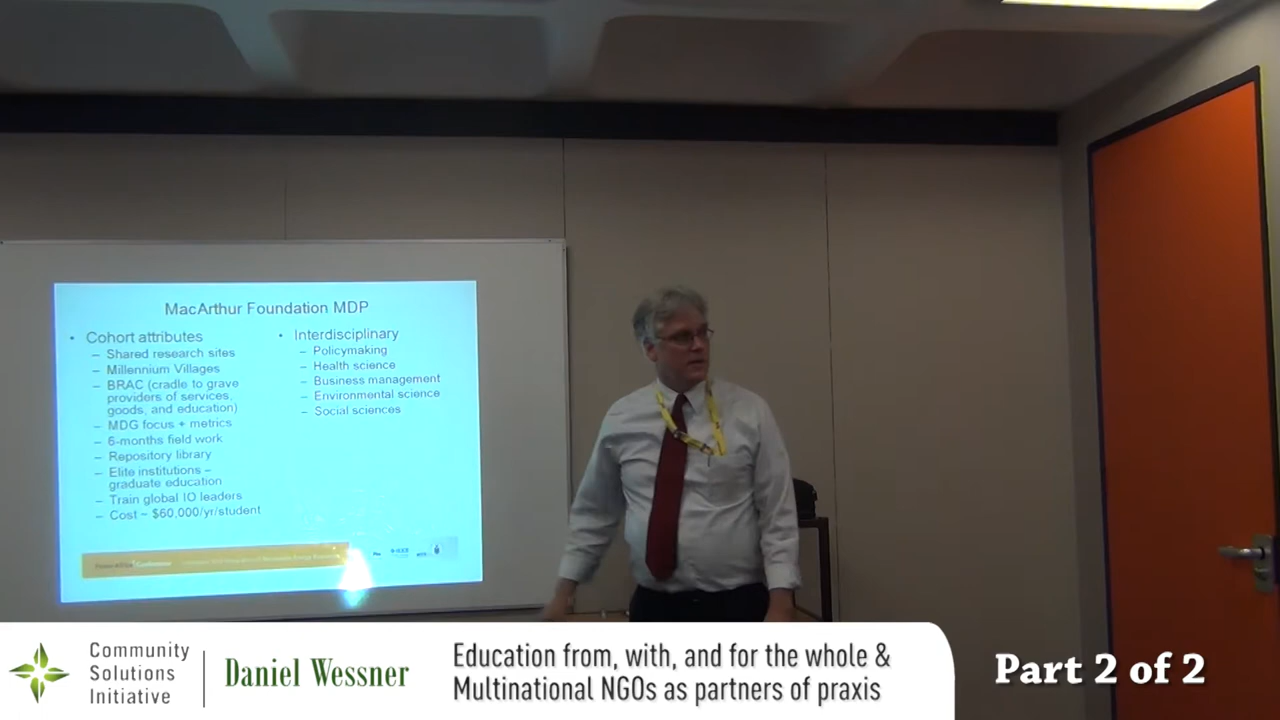 MacArthur Foundation MDP
• Cohort attributes
– Shared research sites
– Millennium Villages
– BRAC (cradle to grave
providers of services,
goods, and education)
– MDG focus + metrics
– 6-months field work
– Repository library
– Elite institutions –
graduate education
– Train global IO leaders
– Cost ~ $60,000/yr/student
• Interdisciplinary
– Policymaking
– Health science
– Business management
– Environmental science
– Social sciences
Community
Solutions
Initiative
Daniel Wessner
Education from, with, and for the whole &
Multinational NGOs as partners of praxis
Part 2 of 2